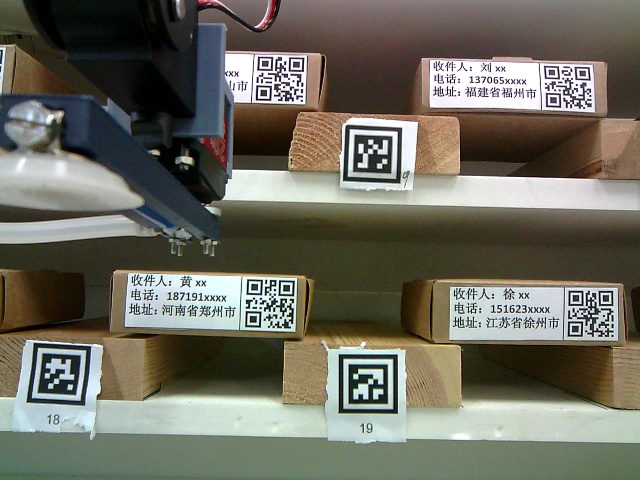 xxx
山市
收件人：刘 xx
电话：137065xxxx
地址：福建省福州市
9
收件人：黄 xx
电话：187191xxxx
地址：河南省郑州市
收件人：徐 xx
电话：151623xxxx
地址：江苏省徐州市
18
19